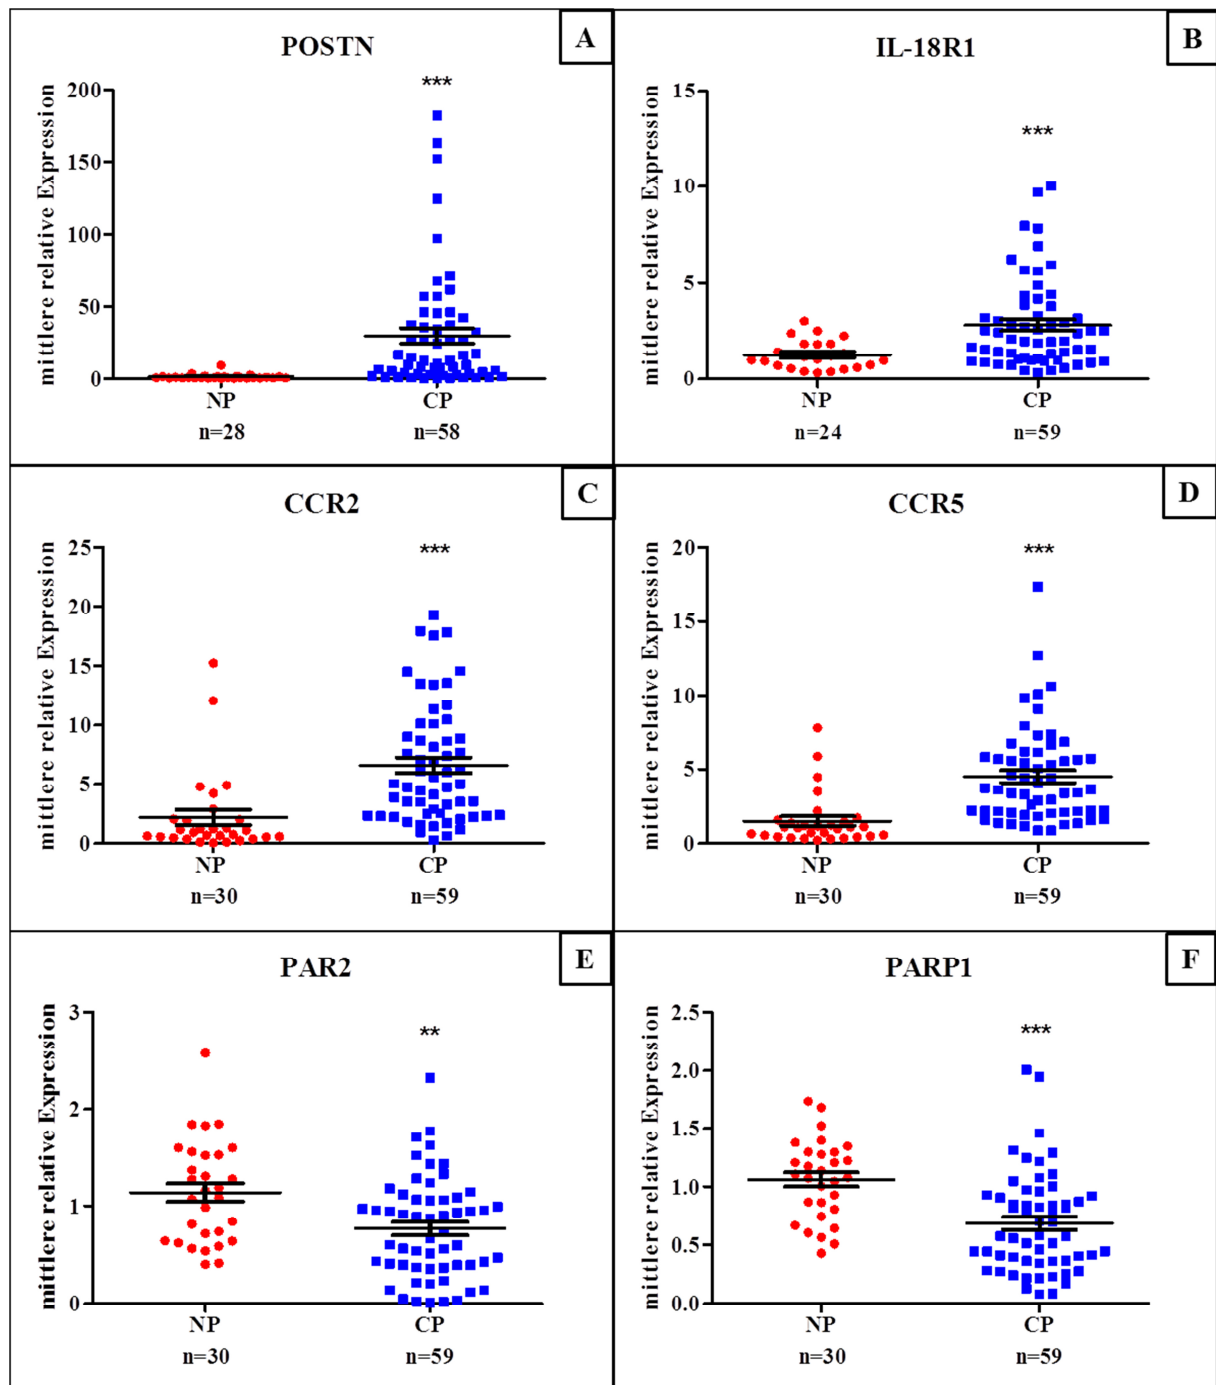 A
POSTN
mittlere relative Expression
200
150
100
50
0
***
NP
CP
n=28
n=58
B
IL-18R1
mittlere relative Expression
15
10
5
0
***
NP
CP
n=24
n=59
C
CCR2
mittlere relative Expression
25
20
15
10
5
0
***
NP
CP
n=30
n=59
D
CCR5
mittlere relative Expression
20
15
10
5
0
***
NP
CP
n=30
n=59
E
PAR2
mittlere relative Expression
3
2
1
0
**
NP
CP
n=30
n=59
F
PARP1
mittlere relative Expression
2.5
2.0
1.5
1.0
0.5
0.0
***
NP
CP
n=30
n=59